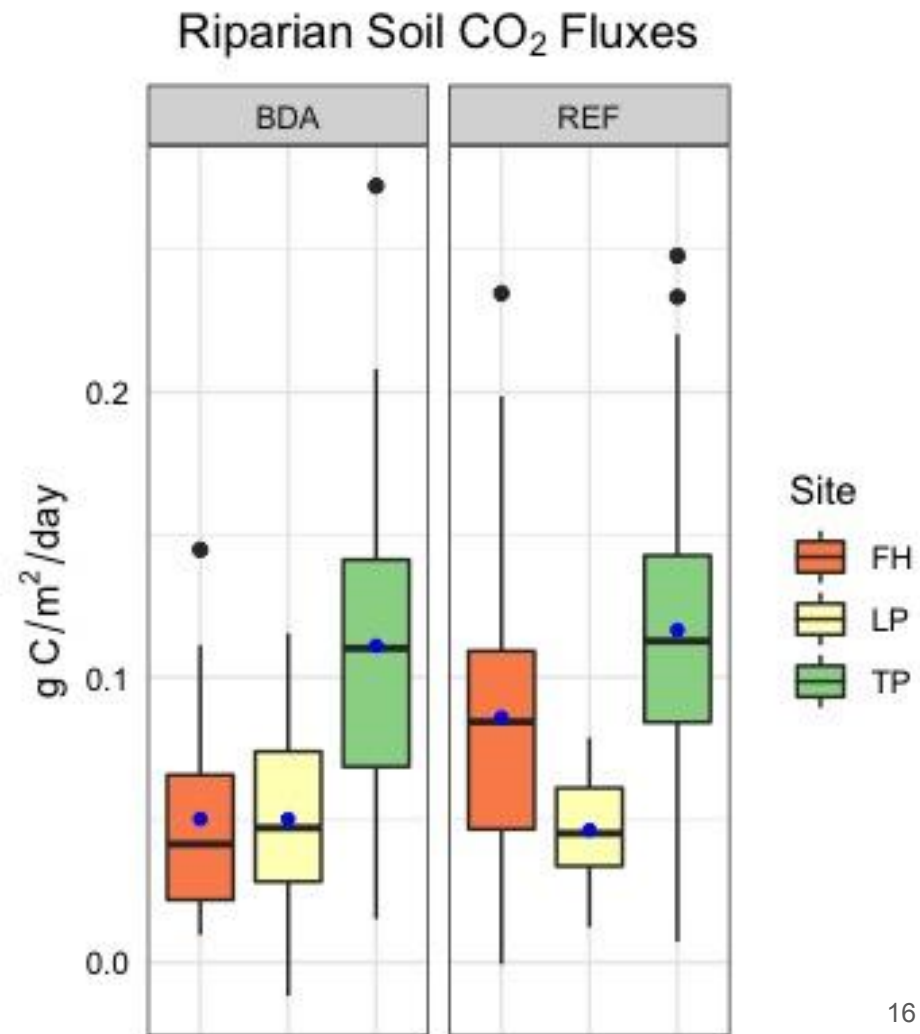 Riparian Soil CO₂ Fluxes
BDA
REF
g C/m²/day
0.2
0.1
0.0
Site
FH
LP
TP
16